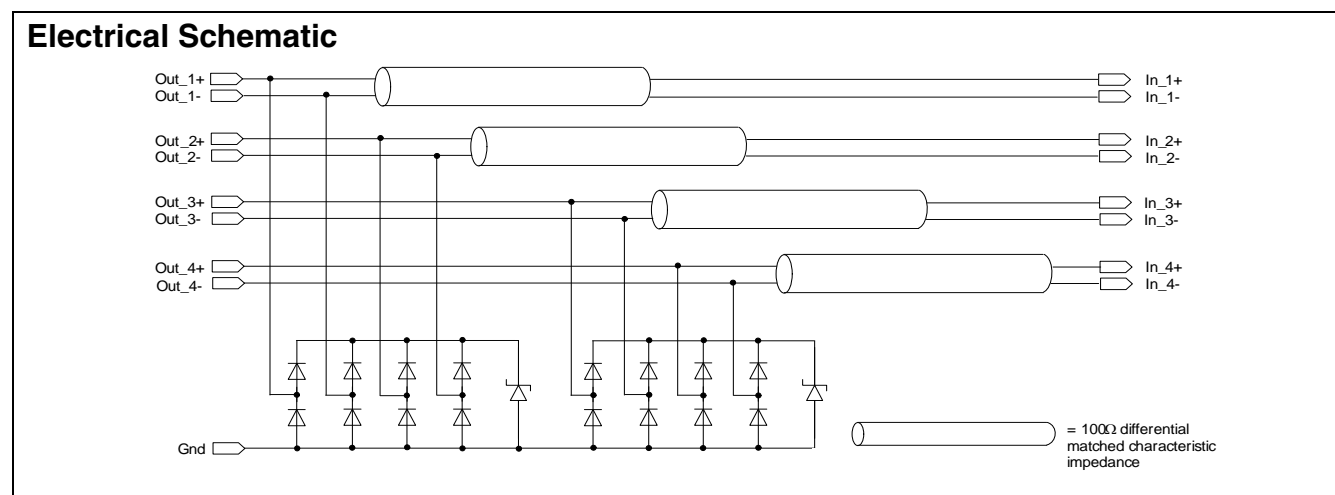 Electrical Schematic
Out_1+
In_1+
Out_1-
In_1-
Out_2+
In_2+
Out_2-
In_2-
Out_3+
In_3+
Out_3-
In_3-
Out_4+
In_4+
Out_4-
In_4-
Gnd
= 100Ω differential
matched characteristic
impedance